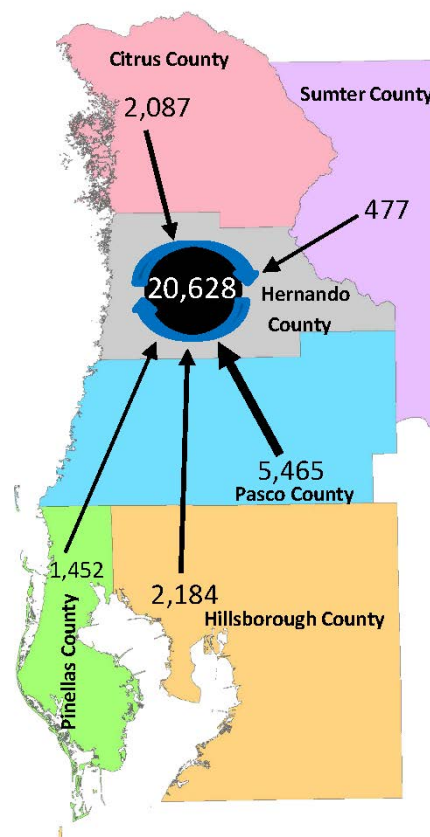 Citrus County
2,087
Sumter County
477
20,628
Hernando
County
5,465
Pasco County
1,452
2,184
Hillsborough County
Pinellas County